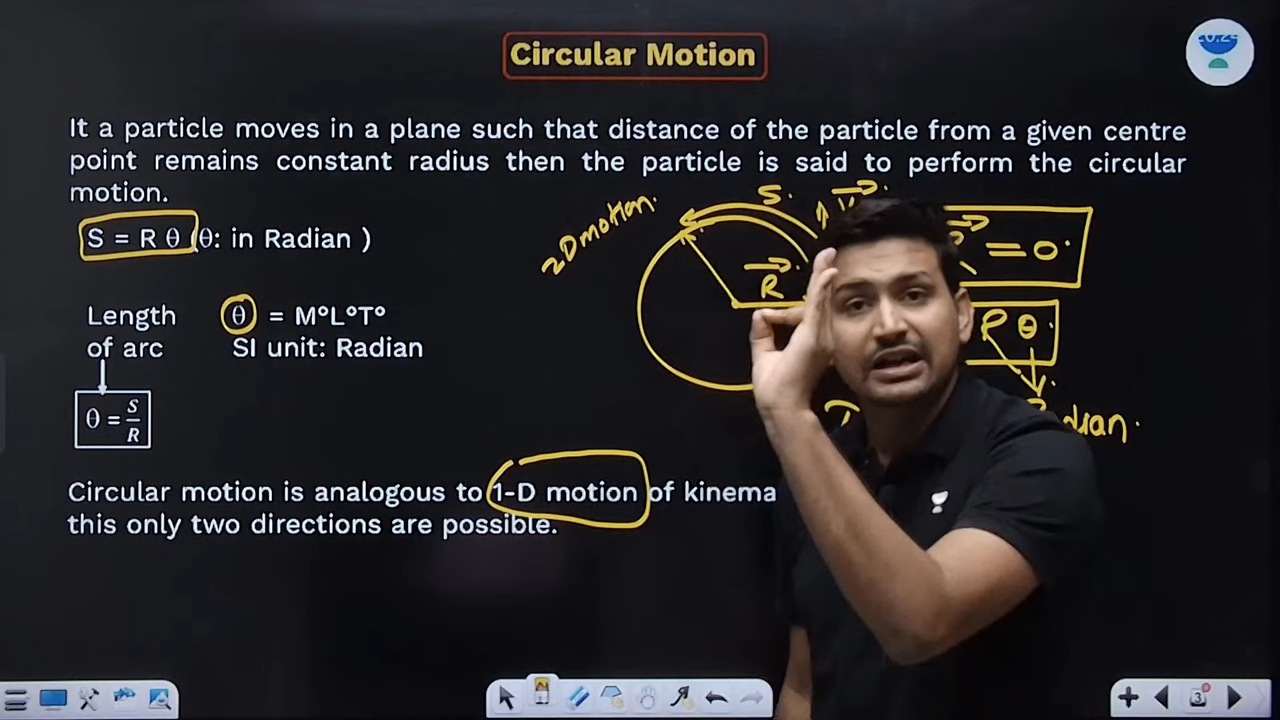 Circular Motion
It a particle moves in a plane such that distance of the particle from a given centre
point remains constant radius then the particle is said to perform the circular
motion.
S = R θ (θ: in Radian )
2D motion.
S.
V
R
= 0
Length
of arc
θ = M°L°T°
SI unit: Radian
R θ
θ = S/R
Circular motion is analogous to 1-D motion of
this only two directions are possible.
3